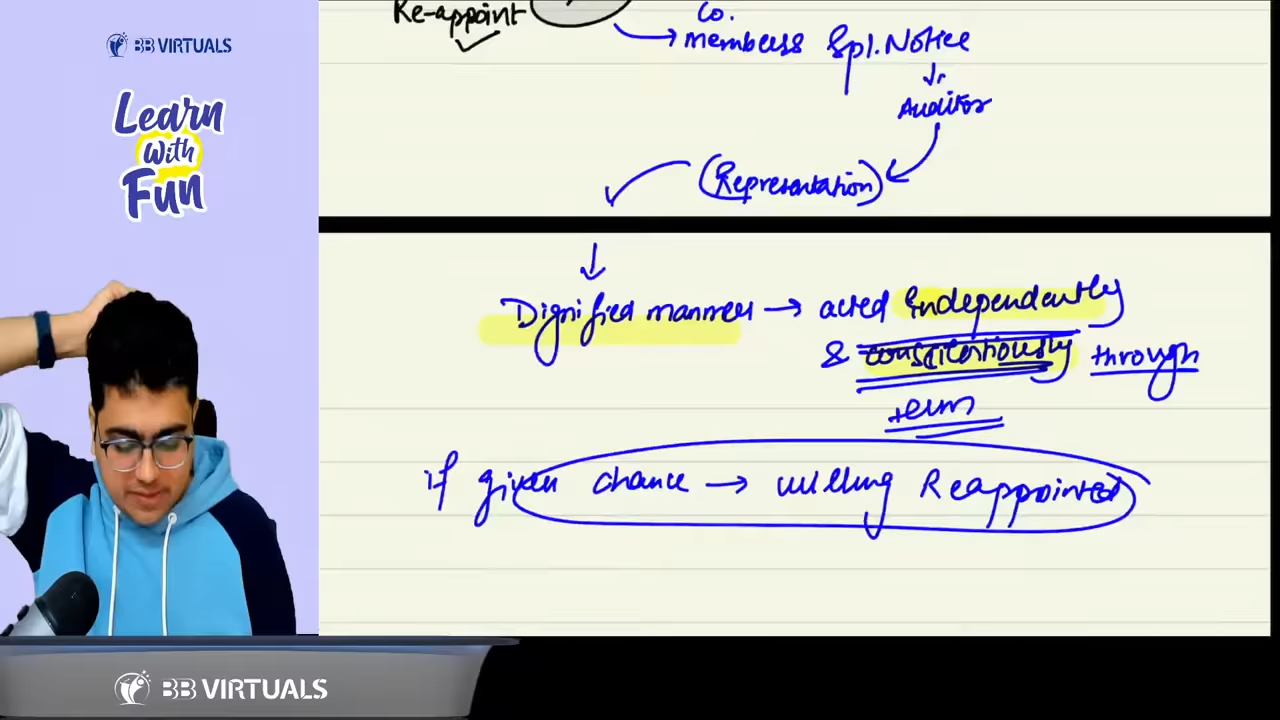 BB VIRTUALS
Learn
with
Fun
Re-appoint
Co.
members Spl. Notice
Auditor
(Representation)
Dignified manner → acted independently
& conscientiously through
term
if given chance → willing Reappointed
BB VIRTUALS